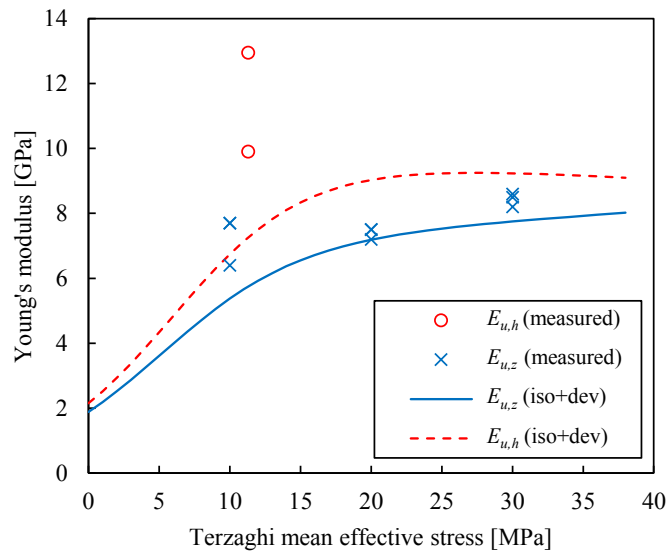 Young's modulus [GPa]
14
12
10
8
6
4
2
0
E_{u,h} (measured)
E_{u,z} (measured)
E_{u,z} (iso+dev)
E_{u,h} (iso+dev)
0 5 10 15 20 25 30 35 40
Terzaghi mean effective stress [MPa]